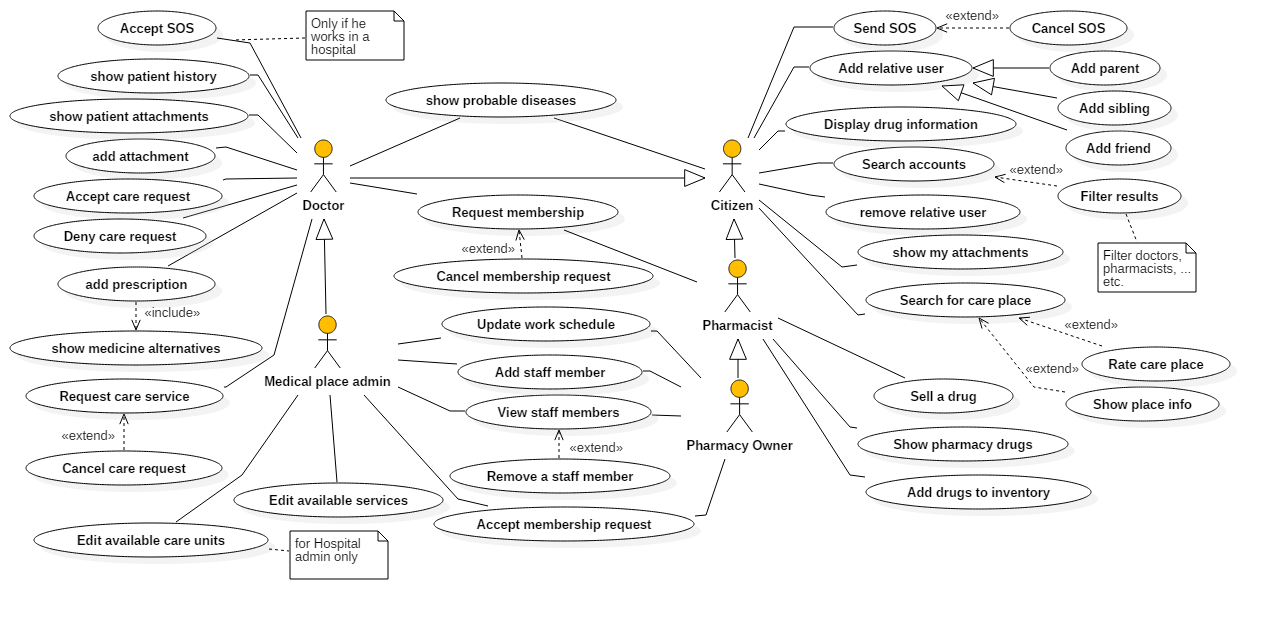 Accept SOS
Only if he
works in a
hospital
show patient history
show patient attachments
add attachment
Accept care request
Deny care request
add prescription
«include»
show medicine alternatives
Request care service
«extend»
Cancel care request
Edit available care units
for Hospital
admin only
Edit available services
Doctor
Medical place admin
show probable diseases
Request membership
«extend»
Cancel membership request
Update work schedule
Add staff member
View staff members
«extend»
Remove a staff member
Accept membership request
Citizen
Pharmacist
Pharmacy Owner
Send SOS
«extend»
Cancel SOS
Add relative user
Add parent
Add sibling
Add friend
Display drug information
Search accounts
«extend»
Filter results
Filter doctors,
pharmacists, ...
etc.
remove relative user
show my attachments
Search for care place
«extend»
Rate care place
«extend»
Show place info
Sell a drug
Show pharmacy drugs
Add drugs to inventory